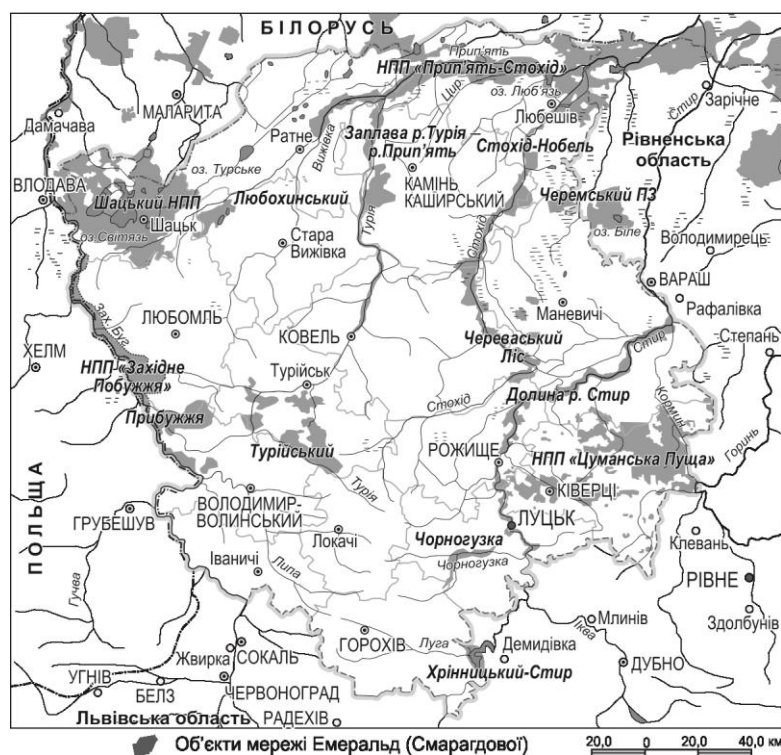 БІЛОРУСЬ
Прип'ять
НПП «Прип'ять-Стохід»
Цир.
оз. Люб'язь
Стир
Зарічне
МАЛАРИТА
Дамачава
Любешів
Ратне
Вижівка
Заплава р.Турія –
р.Прип'ять
Стохід-Нобель
Рівненська
область
оз. Турське
КАМІНЬ
КАШИРСЬКИЙ
ВЛОДАВА
Шацький НПП
Любохинський
Черемський ПЗ
Шацьк
Турія
Стохід
оз.Світязь
Стара
Вижівка
оз. Біле
Володимирець
ВАРАШ
Рафалівка
Зах. Буг
ЛЮБОМЛЬ
КОВЕЛЬ
Маневичі
Степань
ХЕЛМ
Череваський
Ліс
Стир
НПП «Західне
Побужжя»
Турійськ
Стохід
Долина р. Стир
Кормин
Прибужжя
Горинь
Турійський
РОЖИЩЕ
НПП «Цуманська Пуща»
Турія
ПОЛЬЩА
ВОЛОДИМИР-
ВОЛИНСЬКИЙ
КІВЕРЦІ
ГРУБЕШУВ
ЛУЦЬК
Локачі
Чорногузка
Клевань
Іваничі
Липа
Чорногузка
РІВНЕ
Гучва
Млинів
Здолбунів
ГОРОХІВ
Луга
Іква
Жвирка
СОКАЛЬ
Демидівка
Хрінницький-Стир
ДУБНО
УГНІВ
БЕЛЗ
ЧЕРВОНОГРАД
Львівська область
РАДЕХІВ
Об'єкти мережі Емеральд (Смарагдової)
20,0 0 20,0 40,0 км